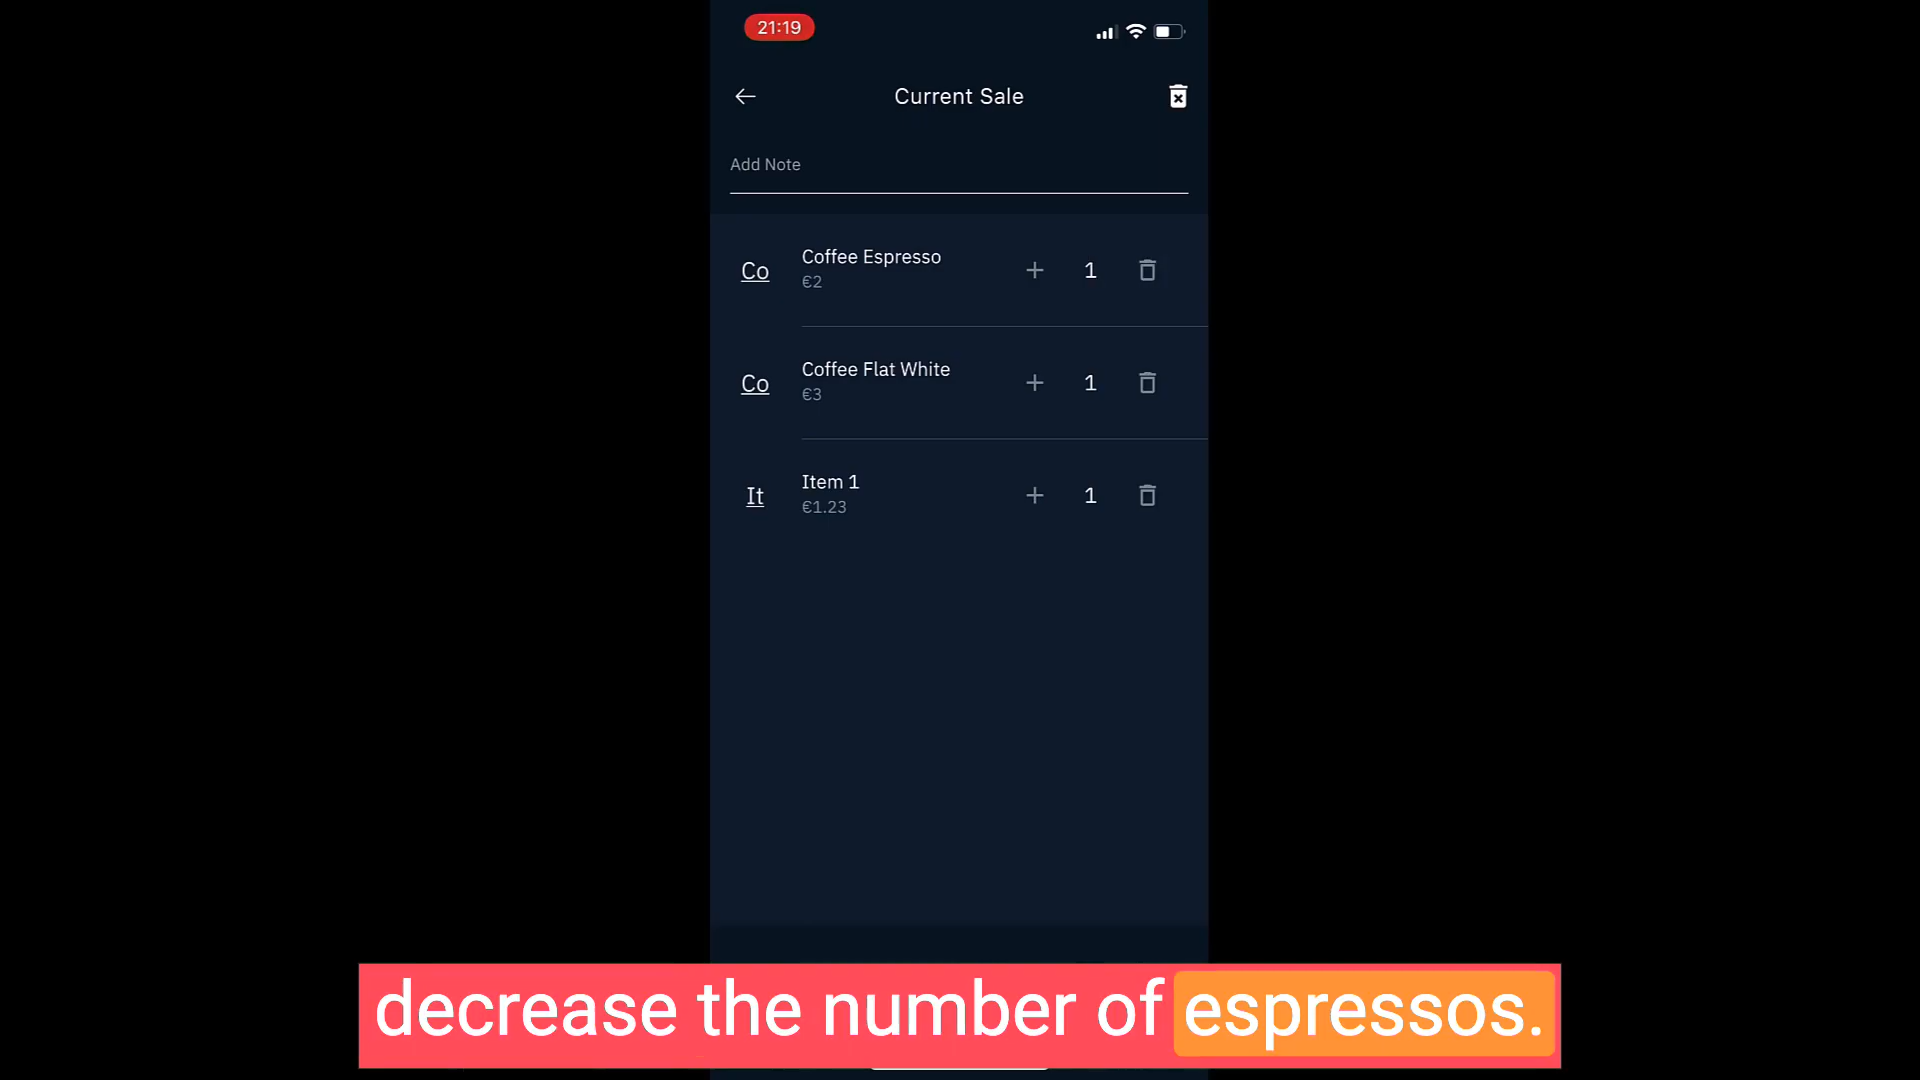 21:19
Current Sale
Add Note
Co
Coffee Espresso
€2
1
Co
Coffee Flat White
€3
1
It
Item 1
€1.23
1
decrease the number of espressos.